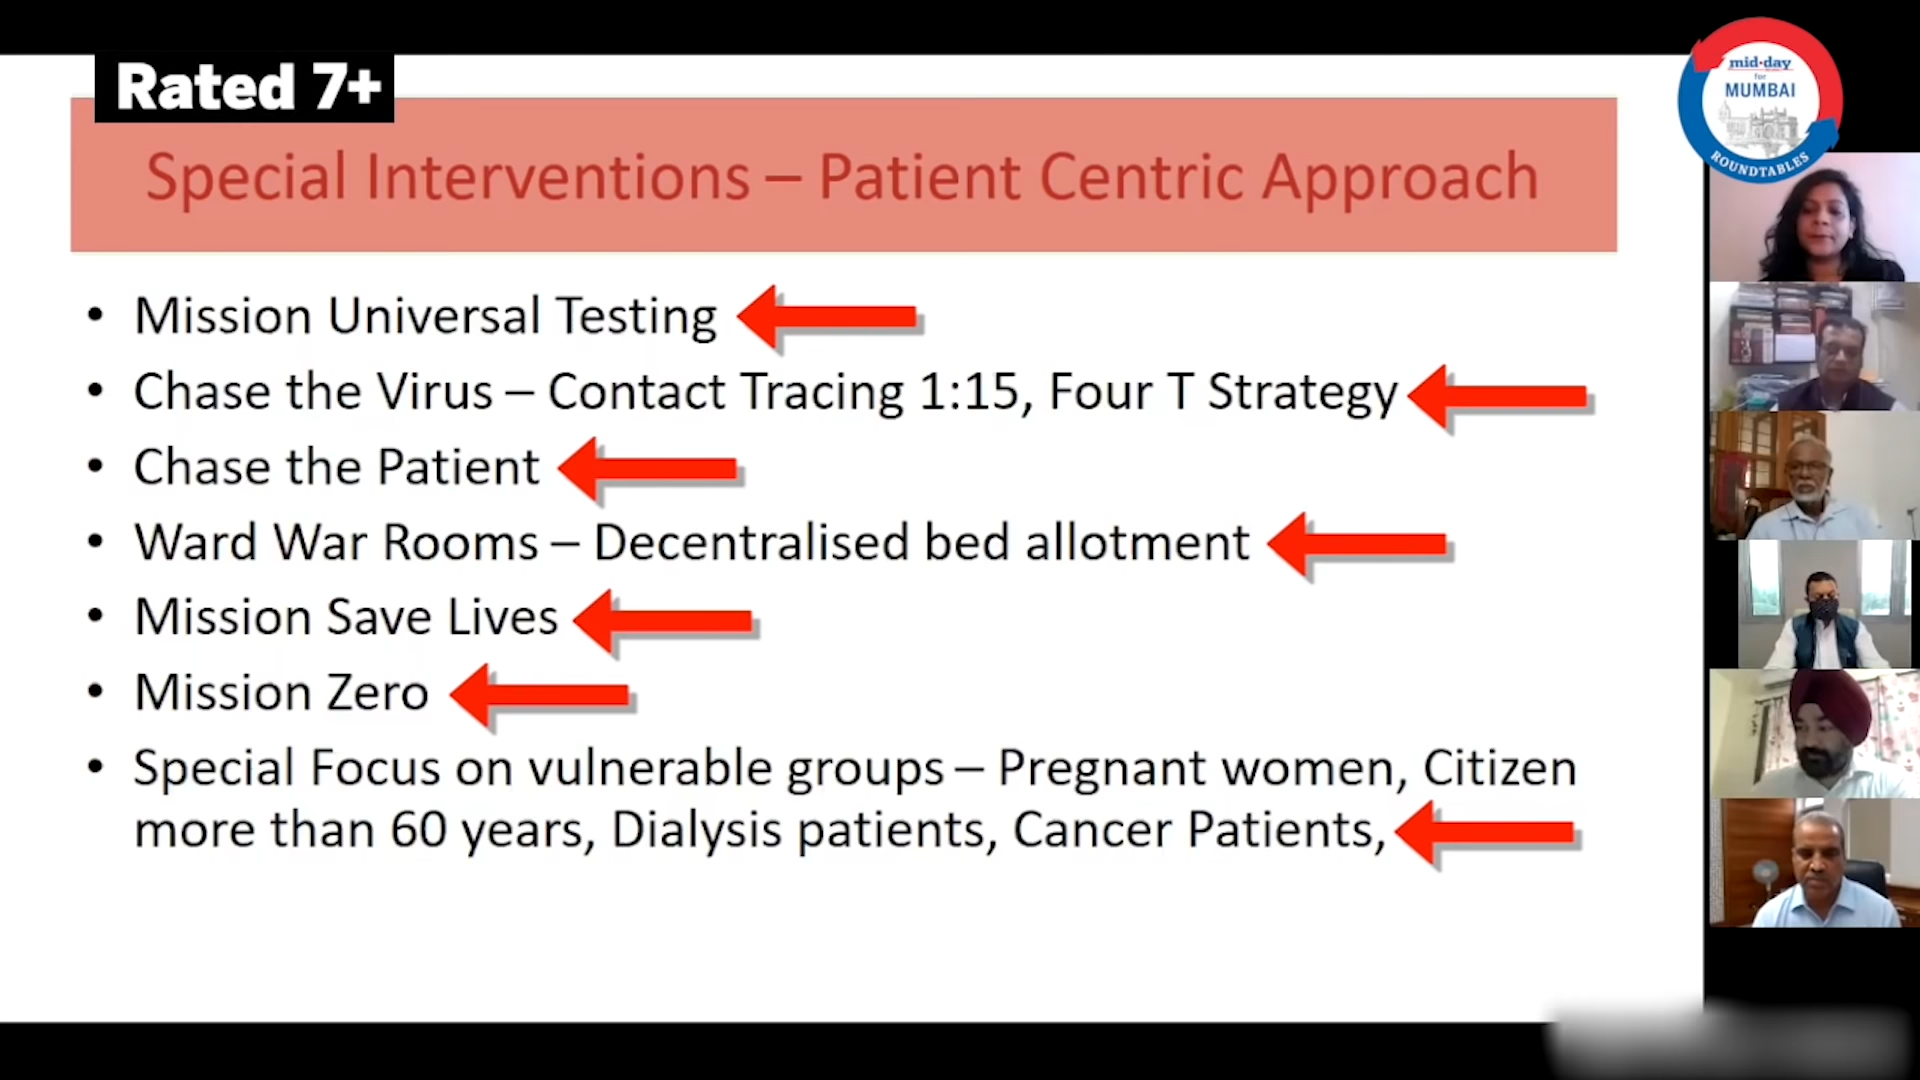 Rated 7+
mid-day
for
MUMBAI
ROUNDTABLES
Special Interventions – Patient Centric Approach
• Mission Universal Testing
• Chase the Virus – Contact Tracing 1:15, Four T Strategy
• Chase the Patient
• Ward War Rooms – Decentralised bed allotment
• Mission Save Lives
• Mission Zero
• Special Focus on vulnerable groups – Pregnant women, Citizen
more than 60 years, Dialysis patients, Cancer Patients,